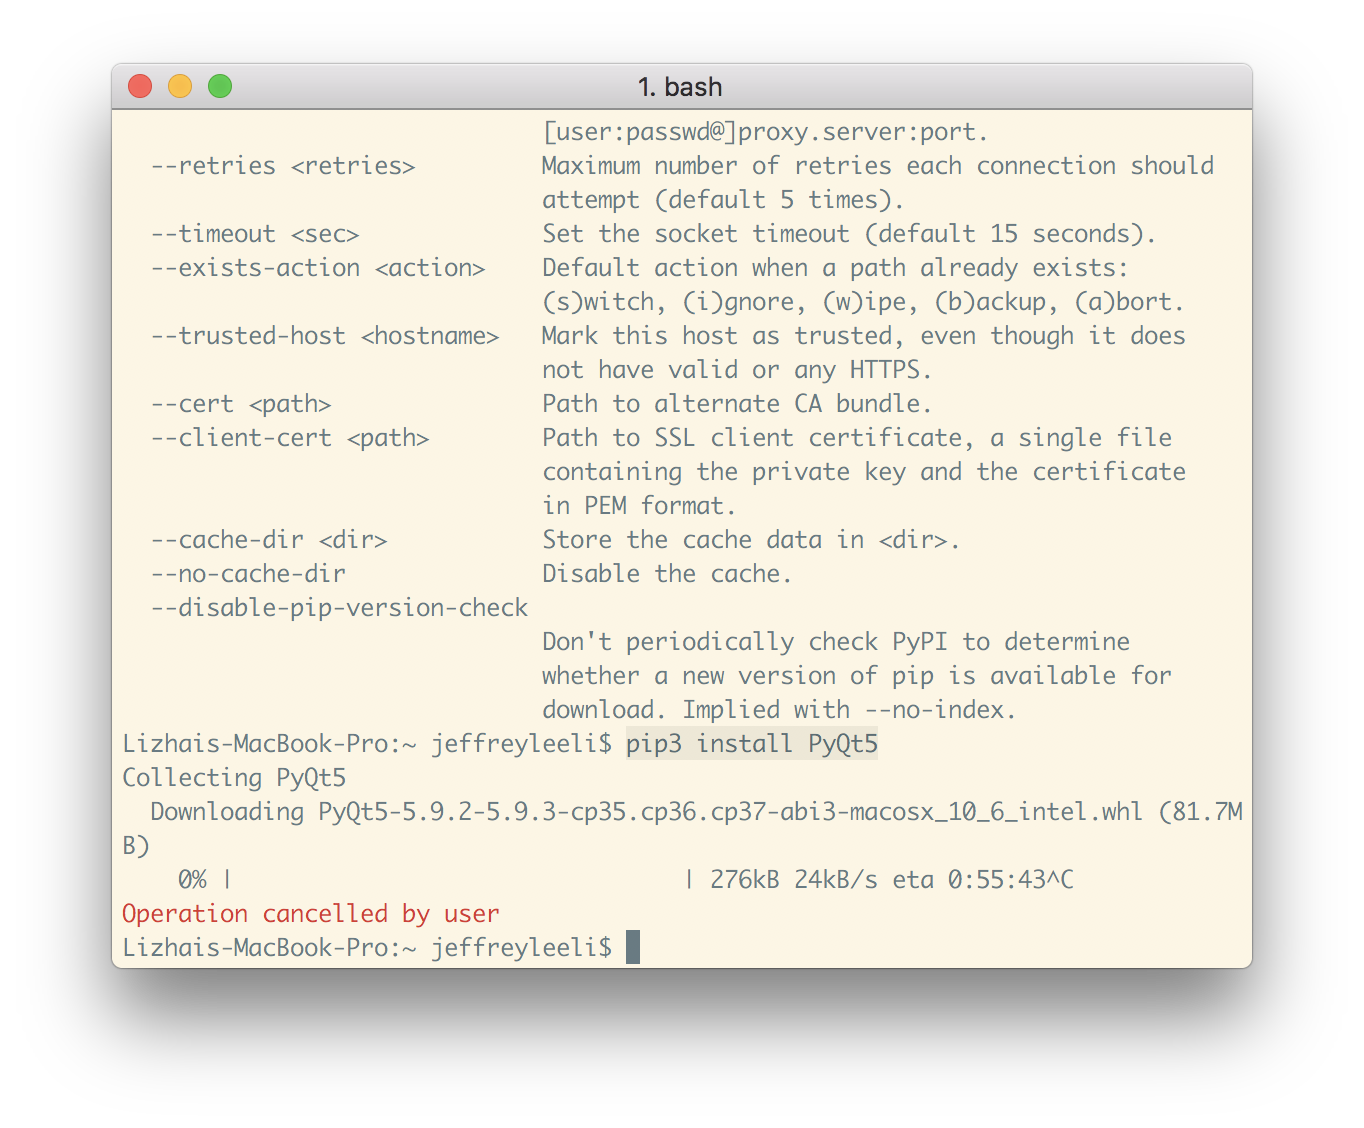 1. bash
[user:passwd@]proxy.server:port.
--retries <retries> Maximum number of retries each connection should
attempt (default 5 times).
--timeout <sec> Set the socket timeout (default 15 seconds).
--exists-action <action> Default action when a path already exists:
(s)witch, (i)gnore, (w)ipe, (b)ackup, (a)bort.
--trusted-host <hostname> Mark this host as trusted, even though it does
not have valid or any HTTPS.
--cert <path> Path to alternate CA bundle.
--client-cert <path> Path to SSL client certificate, a single file
containing the private key and the certificate
in PEM format.
--cache-dir <dir> Store the cache data in <dir>.
--no-cache-dir Disable the cache.
--disable-pip-version-check
Don't periodically check PyPI to determine
whether a new version of pip is available for
download. Implied with --no-index.
Lizhais-MacBook-Pro:~ jeffreyleeli$ pip3 install PyQt5
Collecting PyQt5
Downloading PyQt5-5.9.2-5.9.3-cp35.cp36.cp37-abi3-macosx_10_6_intel.whl (81.7M
B)
0% | | 276kB 24kB/s eta 0:55:43^C
Operation cancelled by user
Lizhais-MacBook-Pro:~ jeffreyleeli$